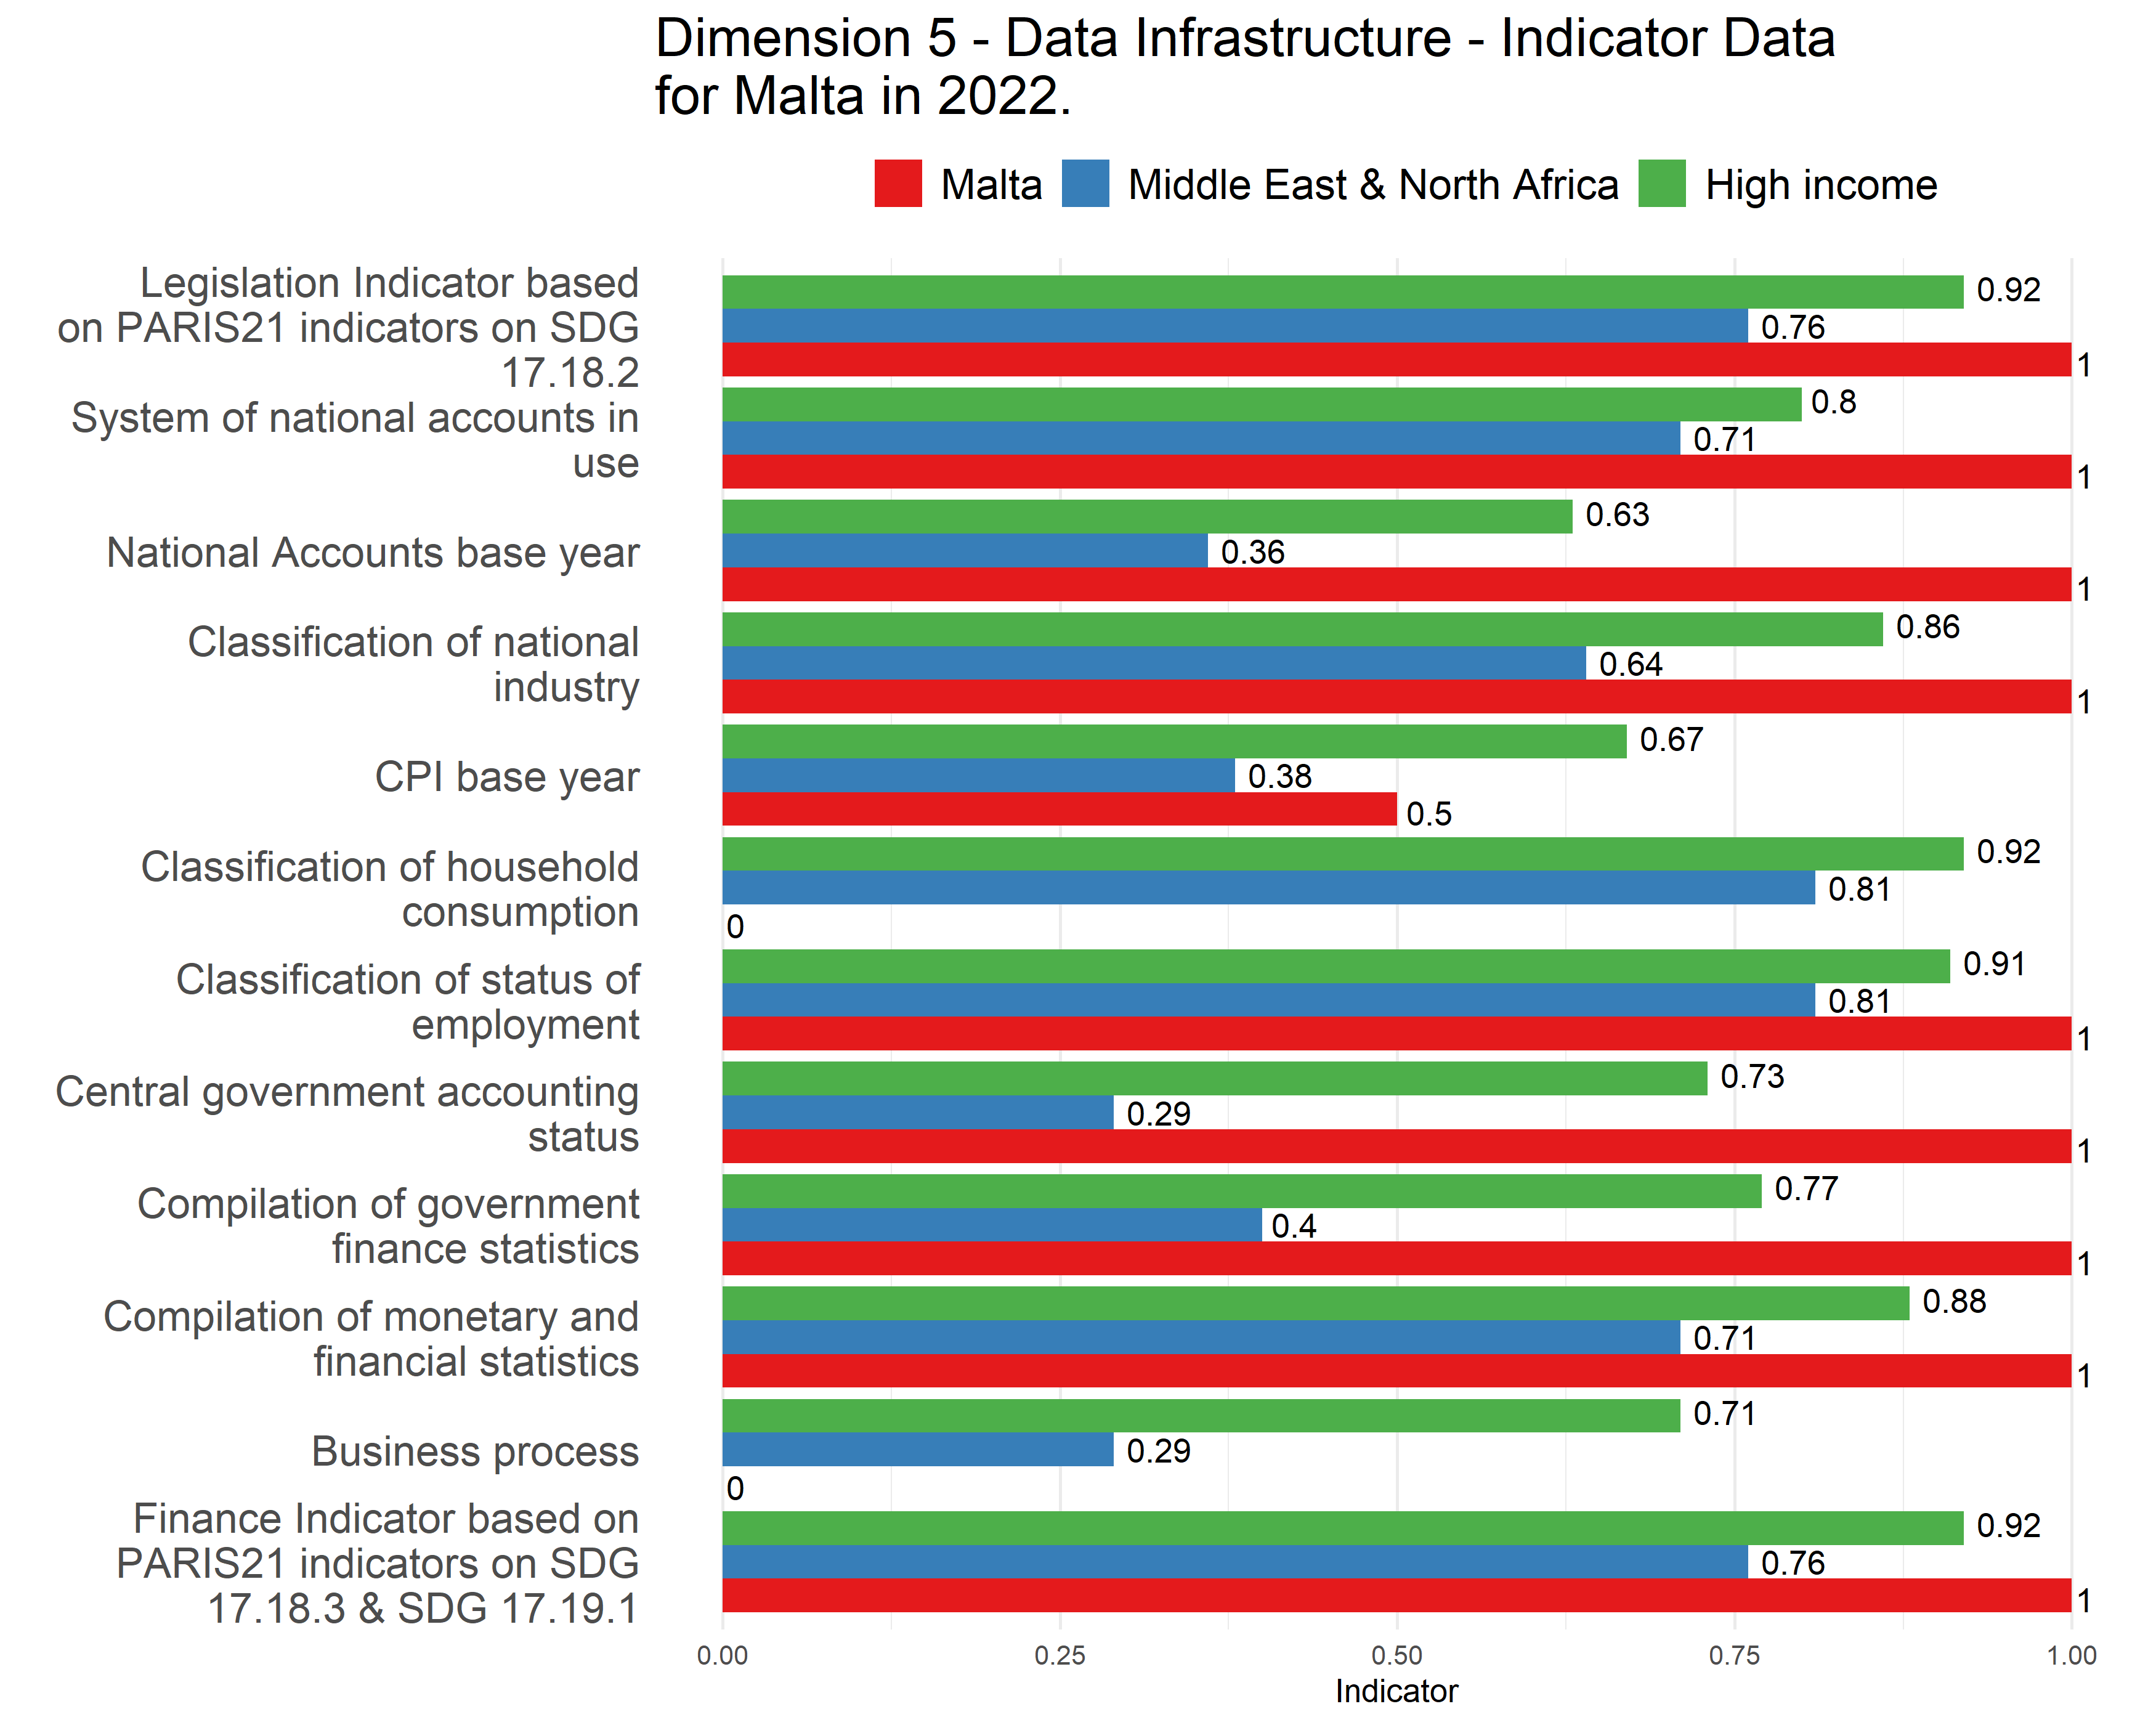 Dimension 5 - Data Infrastructure - Indicator Data
for Malta in 2022.
Malta Middle East & North Africa High income
Legislation Indicator based
on PARIS21 indicators on SDG
17.18.2
0.92
0.76
1
System of national accounts in
use
0.8
0.71
1
National Accounts base year
0.63
0.36
1
Classification of national
industry
0.86
0.64
1
CPI base year
0.67
0.38
0.5
Classification of household
consumption
0.92
0.81
0
Classification of status of
employment
0.91
0.81
1
Central government accounting
status
0.73
0.29
1
Compilation of government
finance statistics
0.77
0.4
1
Compilation of monetary and
financial statistics
0.88
0.71
1
Business process
0.71
0.29
0
Finance Indicator based on
PARIS21 indicators on SDG
17.18.3 & SDG 17.19.1
0.92
0.76
1
0.00 0.25 0.50 0.75 1.00
Indicator